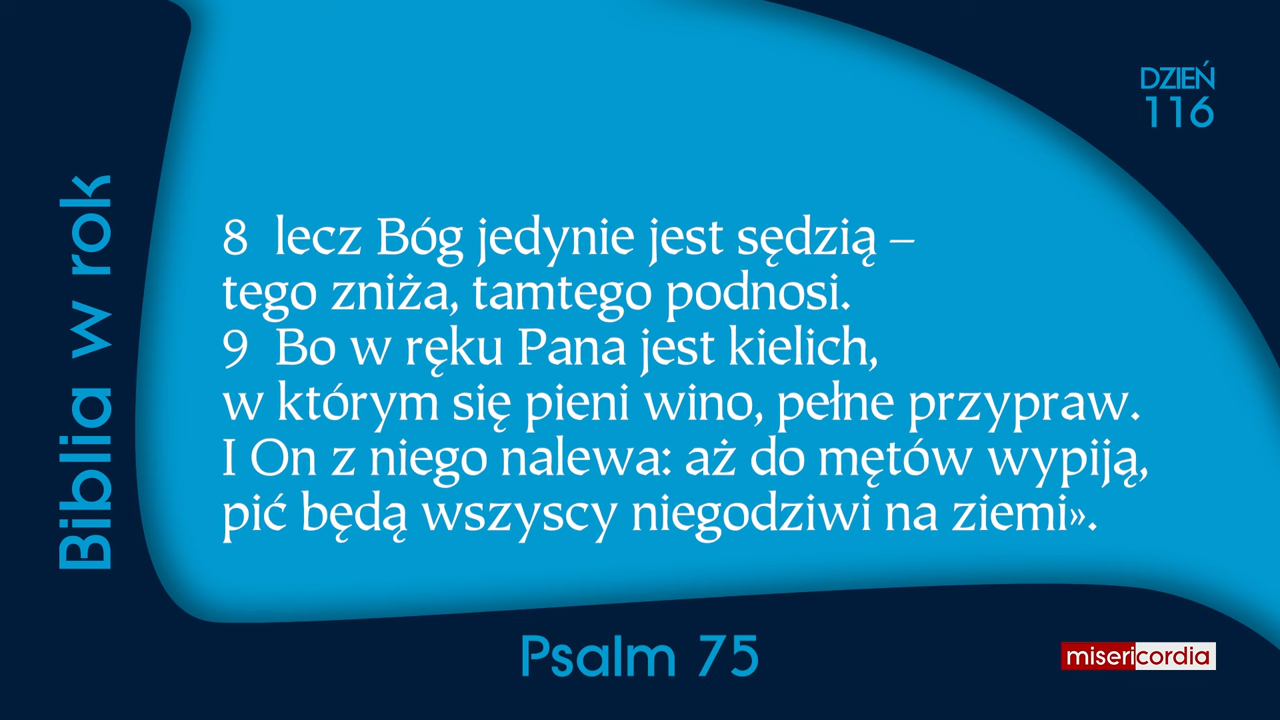 DZIEŃ
116
Biblia w rok
8 lecz Bóg jedynie jest sędzią –
tego zniża, tamtego podnosi.
9 Bo w ręku Pana jest kielich,
w którym się pieni wino, pełne przypraw.
I On z niego nalewa: aż do mętów wypiją,
pić będą wszyscy niegodziwi na ziemi».
Psalm 75
misericordia